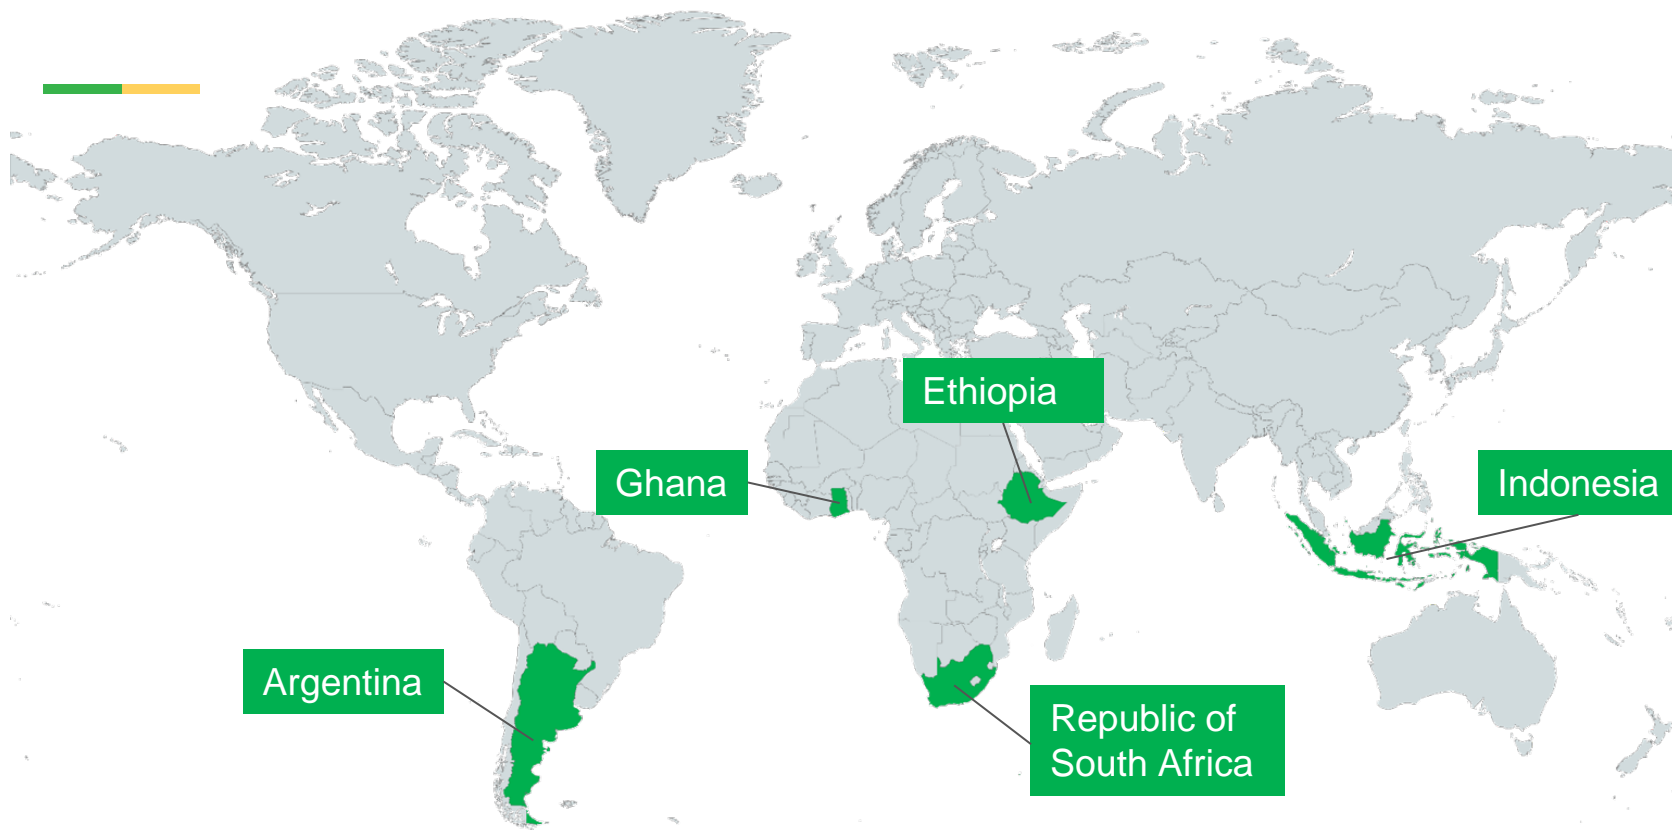 Ethiopia
Ghana
Indonesia
Argentina
Republic of
South Africa